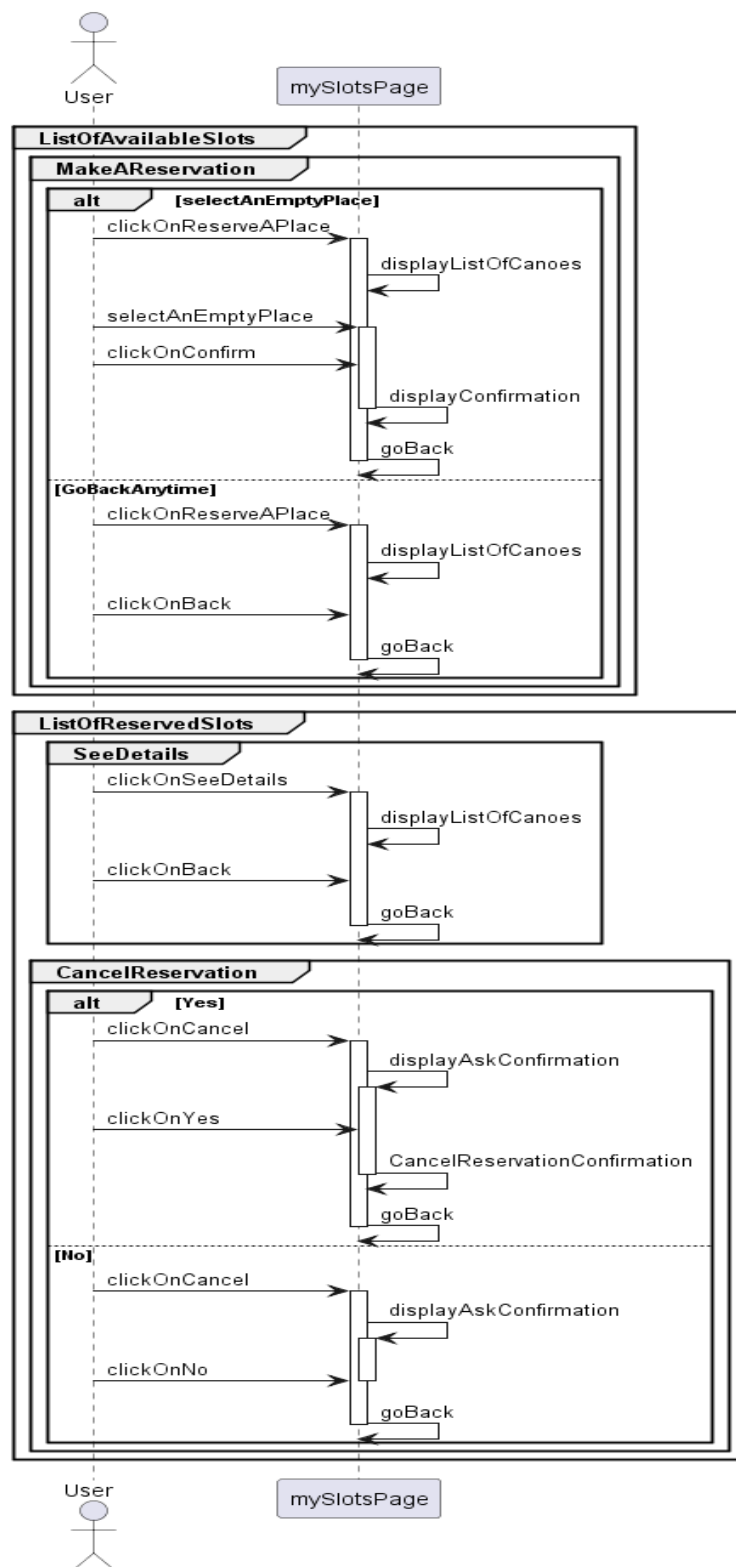 User
mySlotsPage
ListOfAvailableSlots
MakeAReservation
alt [selectAnEmptyPlace]
clickOnReserveAPlace
displayListOfCanoes
selectAnEmptyPlace
clickOnConfirm
displayConfirmation
goBack
[GoBackAnytime]
clickOnReserveAPlace
displayListOfCanoes
clickOnBack
goBack
ListOfReservedSlots
SeeDetails
clickOnSeeDetails
displayListOfCanoes
clickOnBack
goBack
CancelReservation
alt [Yes]
clickOnCancel
displayAskConfirmation
clickOnYes
CancelReservationConfirmation
goBack
[No]
clickOnCancel
displayAskConfirmation
clickOnNo
goBack
User
mySlotsPage